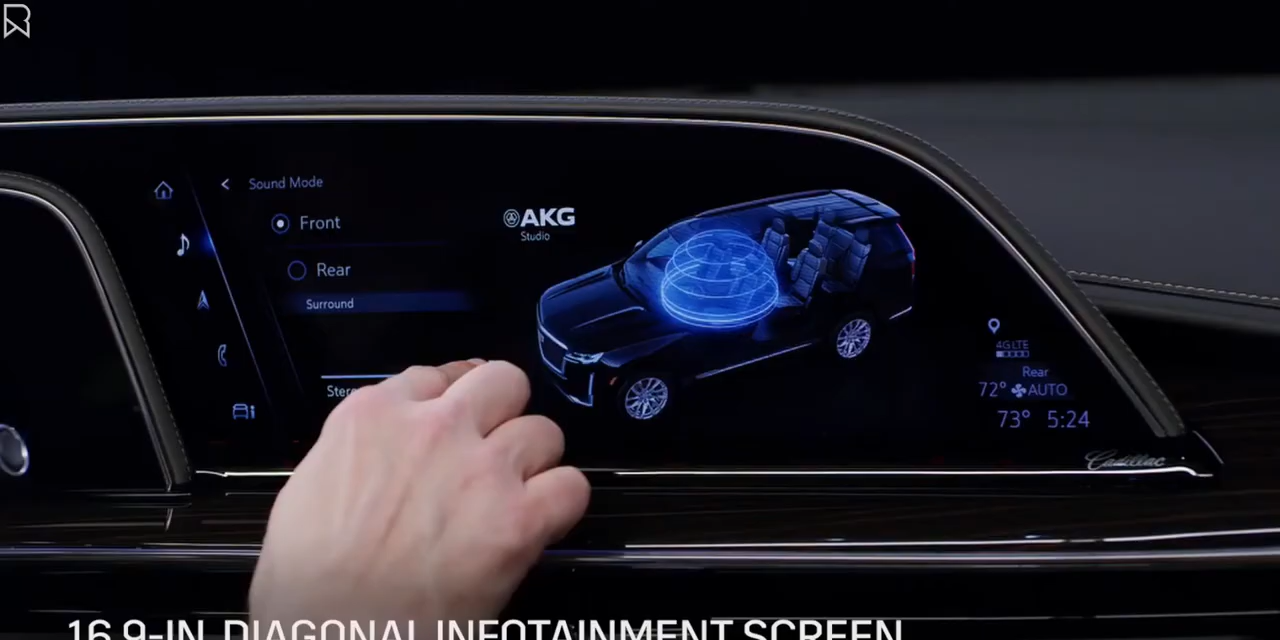 Sound Mode
Front
AKG
Studio
Rear
Surround
4G LTE
Rear
72° AUTO
73° 5:24
Cadillac
16.9-IN. DIAGONAL INFOTAINMENT SCREEN